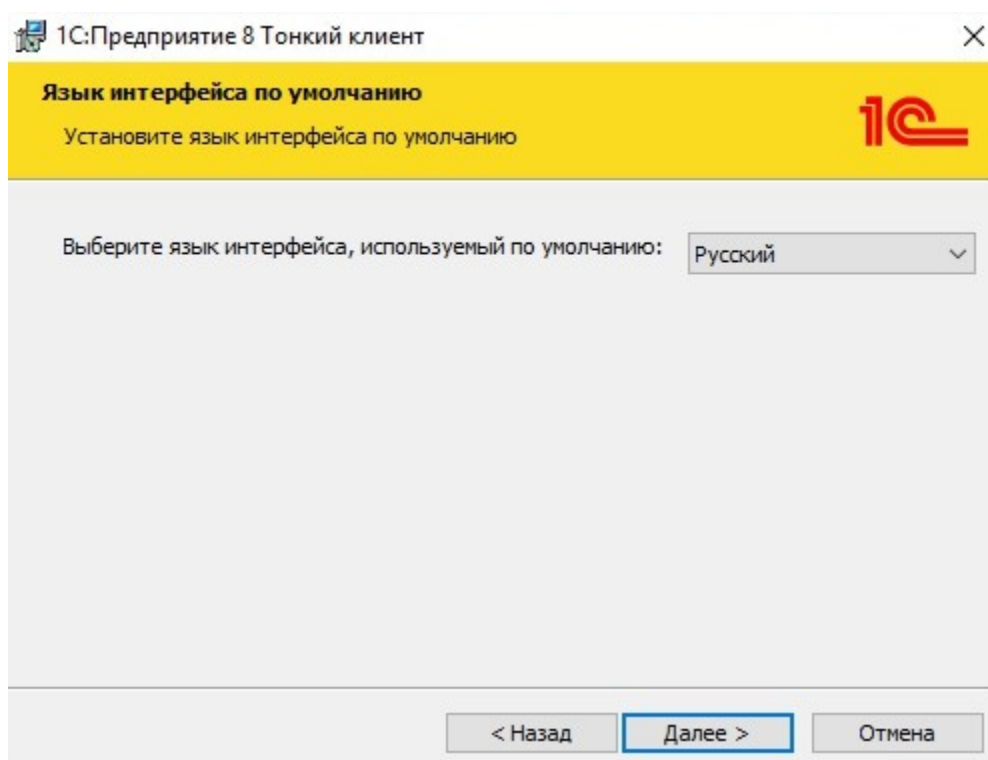 1С:Предприятие 8 Тонкий клиент
Язык интерфейса по умолчанию
Установите язык интерфейса по умолчанию
1С
Выберите язык интерфейса, используемый по умолчанию: Русский
< Назад Далее > Отмена